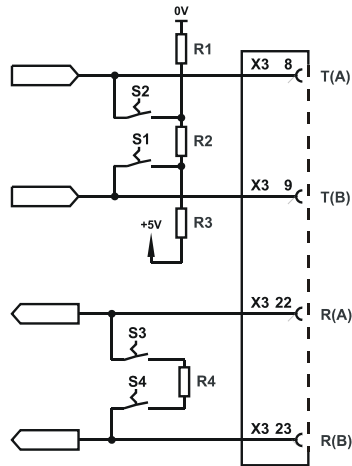 0V
R1
X3 8
T(A)
S2
S1
R2
X3 9
T(B)
+5V
R3
X3 22
R(A)
S3
S4
R4
X3 23
R(B)